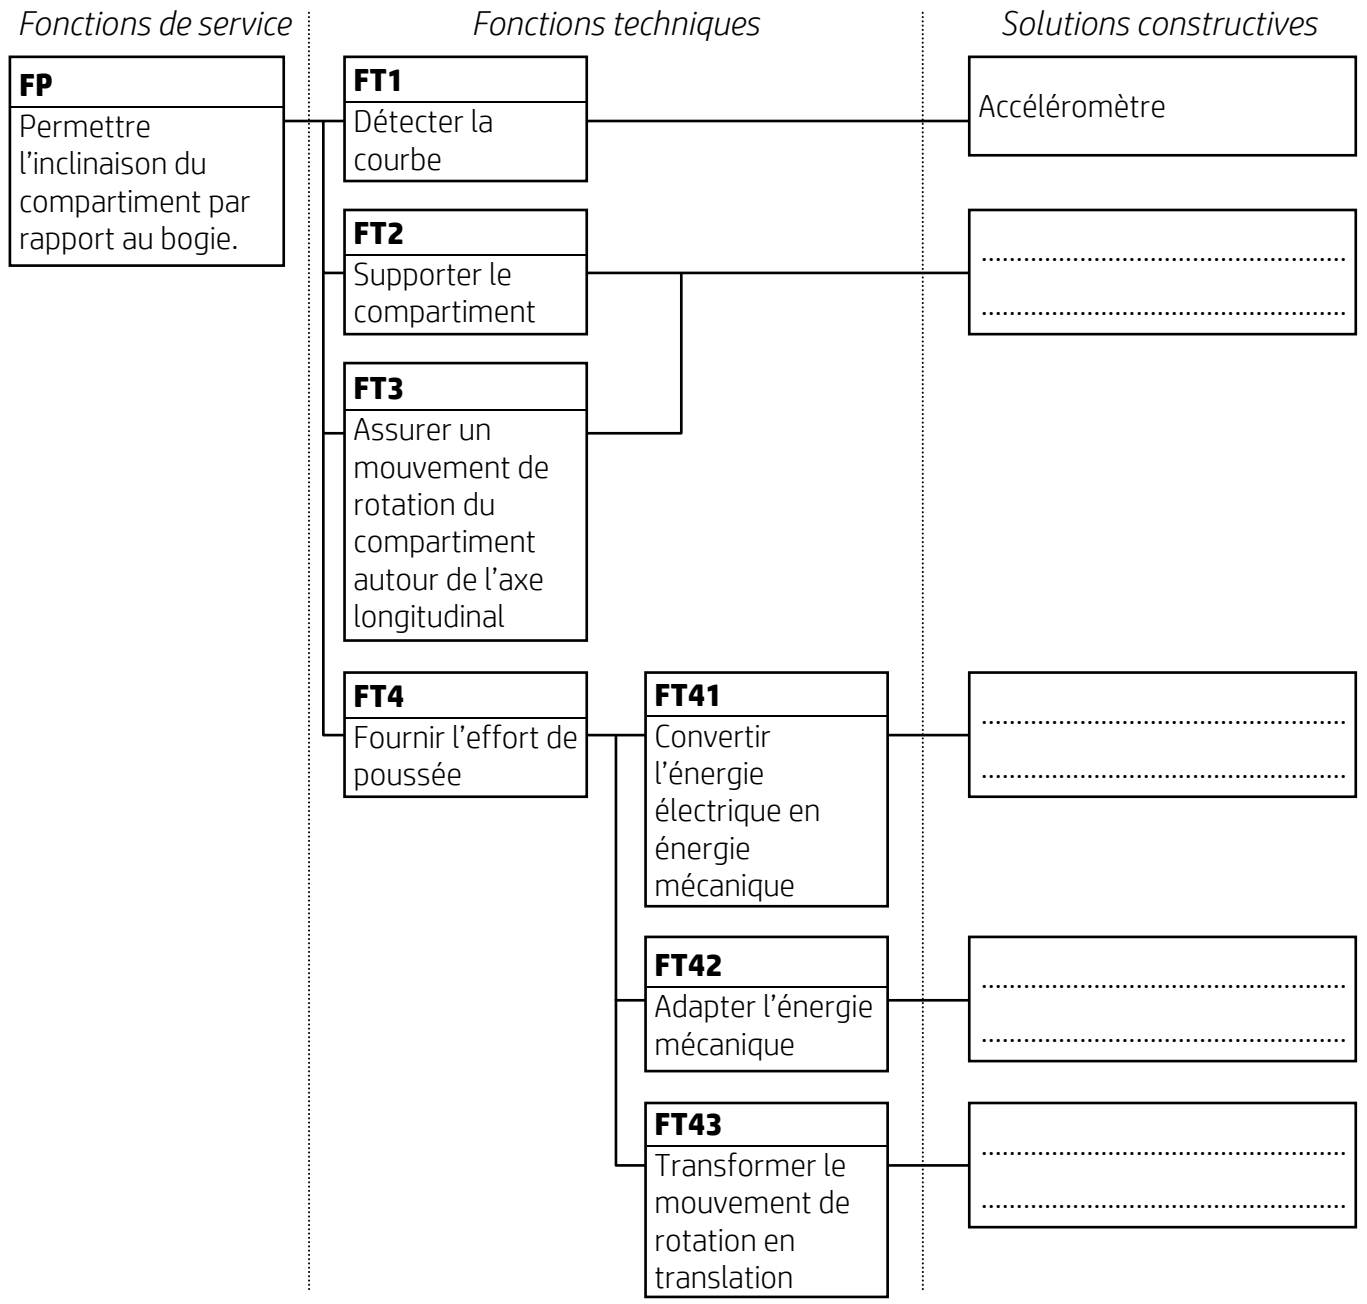 Fonctions de service
Fonctions techniques
Solutions constructives
FP
Permettre
l'inclinaison du
compartiment par
rapport au bogie.
FT1
Détecter la
courbe
Accéléromètre
FT2
Supporter le
compartiment
......................................................
......................................................
FT3
Assurer un
mouvement de
rotation du
compartiment
autour de l'axe
longitudinal
FT4
Fournir l'effort de
poussée
FT41
Convertir
l'énergie
électrique en
énergie
mécanique
......................................................
......................................................
FT42
Adapter l'énergie
mécanique
......................................................
......................................................
FT43
Transformer le
mouvement de
rotation en
translation
......................................................
......................................................